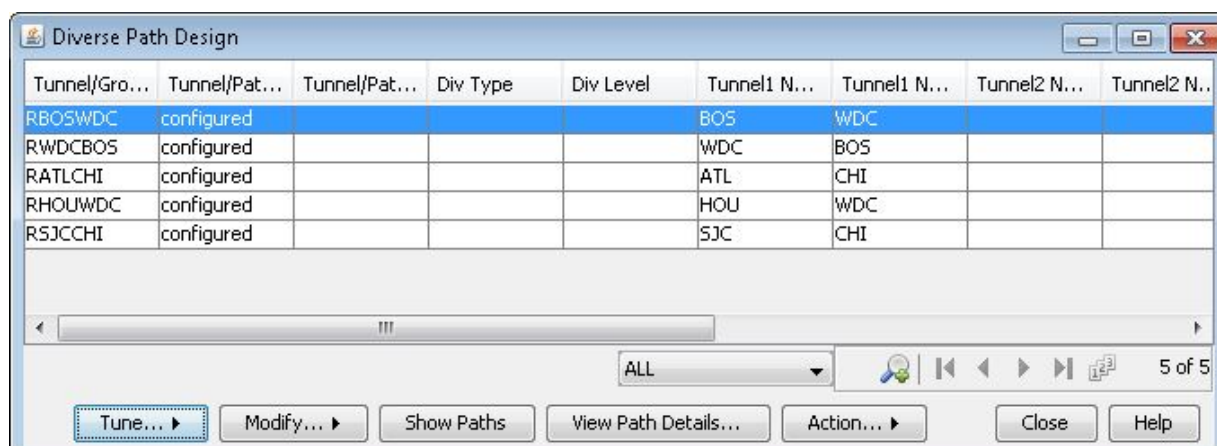 Diverse Path Design
Tunnel/Gro... Tunnel/Pat... Tunnel/Pat... Div Type Div Level Tunnel1 N... Tunnel1 N... Tunnel2 N... Tunnel2 N..
RBOSWDC configured BOS WDC
RWDCBOS configured WDC BOS
RATLCHI configured ATL CHI
RHOUWDC configured HOU WDC
RSJCCHI configured SJC CHI
ALL 123 5 of 5
Tune... Modify... Show Paths View Path Details... Action... Close Help